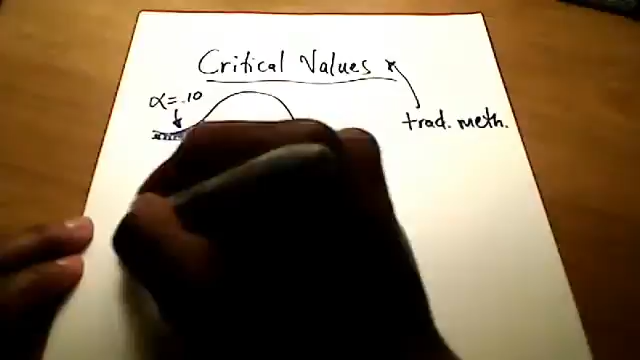 Critical Values *
α = .10
trad. meth.